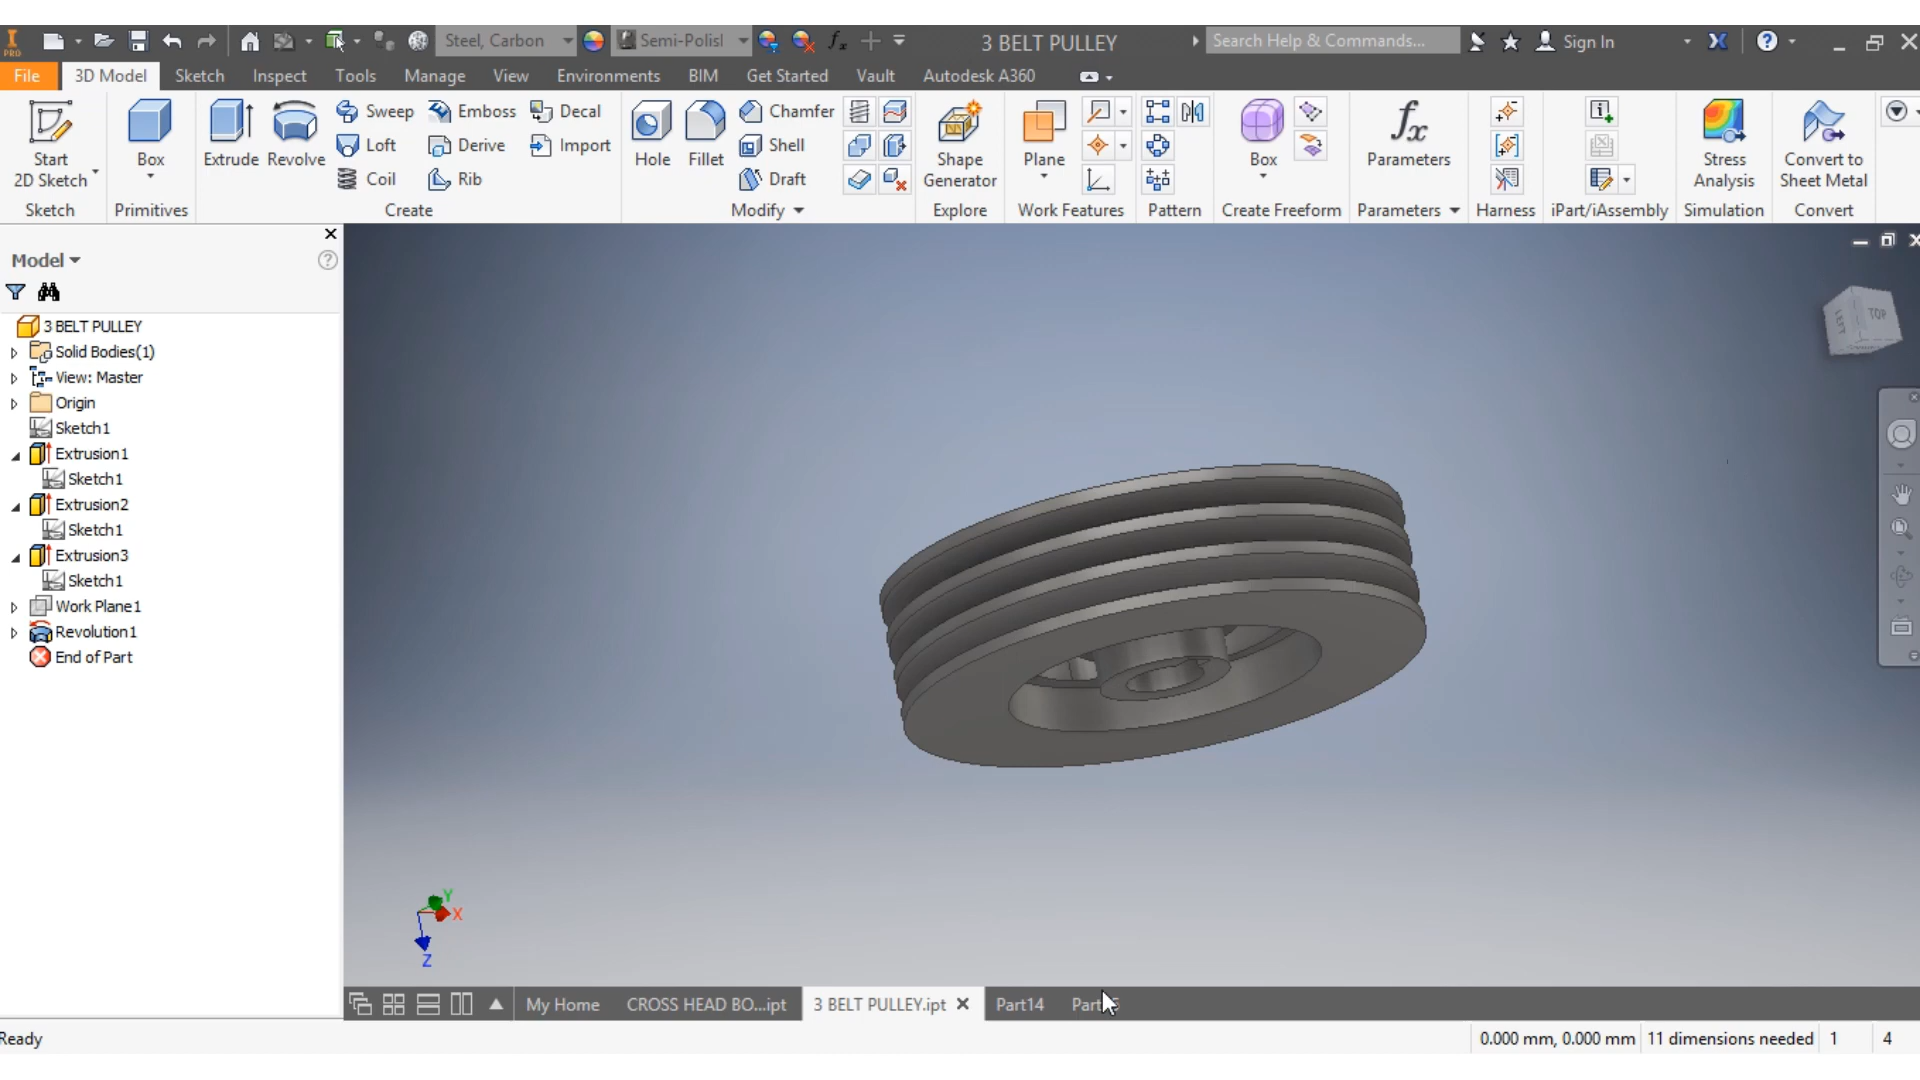 PRO Steel, Carbon Semi-Polisl fx 3 BELT PULLEY Search Help & Commands... Sign In
File 3D Model Sketch Inspect Tools Manage View Environments BIM Get Started Vault Autodesk A360
Start 2D Sketch Box Extrude Revolve Sweep Emboss Decal
Loft Derive Import
Coil Rib
Hole Fillet Chamfer
Shell
Draft
Shape Generator Plane Box fx Parameters Stress Analysis Convert to Sheet Metal
Sketch Primitives Create Modify Explore Work Features Pattern Create Freeform Parameters Harness iPart/iAssembly Simulation Convert
Model
3 BELT PULLEY
Solid Bodies(1)
View: Master
Origin
Sketch1
Extrusion1
Sketch1
Extrusion2
Sketch1
Extrusion3
Sketch1
Work Plane1
Revolution1
End of Part
LEFT TOP
Y
X
Z
My Home CROSS HEAD BO...ipt 3 BELT PULLEY.ipt Part14
Ready 0.000 mm, 0.000 mm 11 dimensions needed 1 4